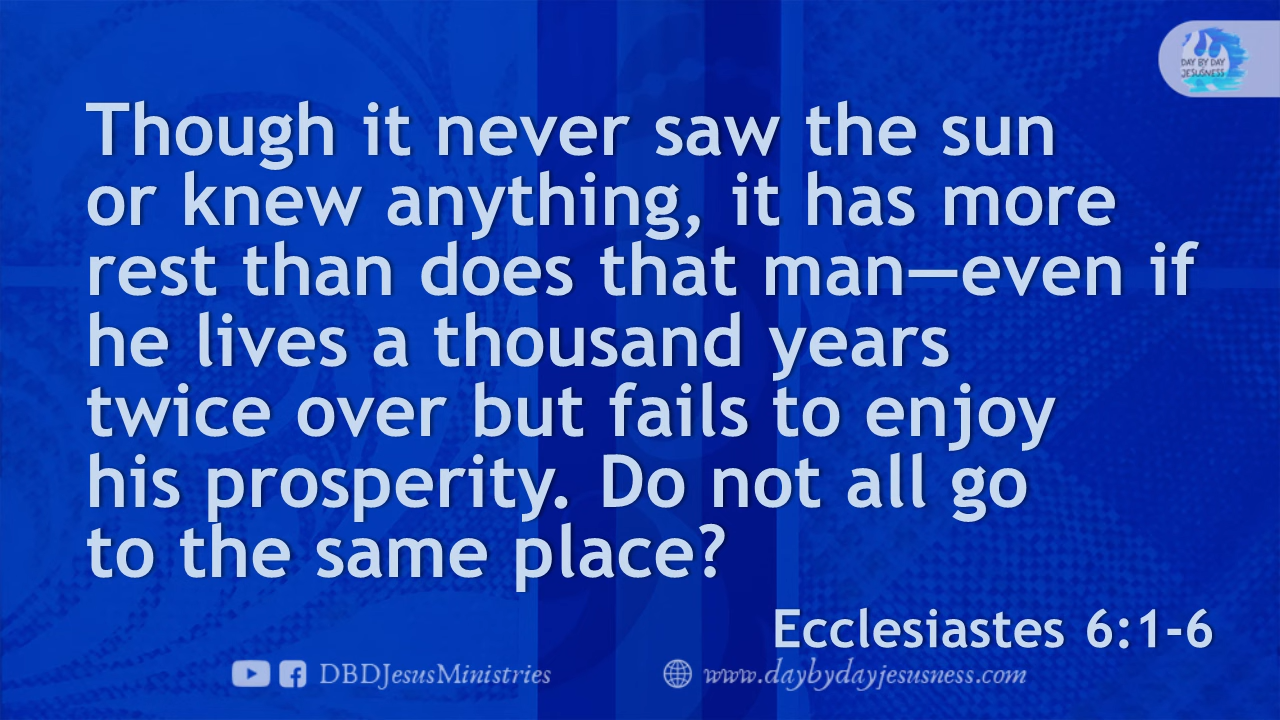 DAY BY DAY
JESUSNESS
Though it never saw the sun
or knew anything, it has more
rest than does that man—even if
he lives a thousand years
twice over but fails to enjoy
his prosperity. Do not all go
to the same place?
Ecclesiastes 6:1-6
DBDJesusMinistries
www.daybydayjesusness.com